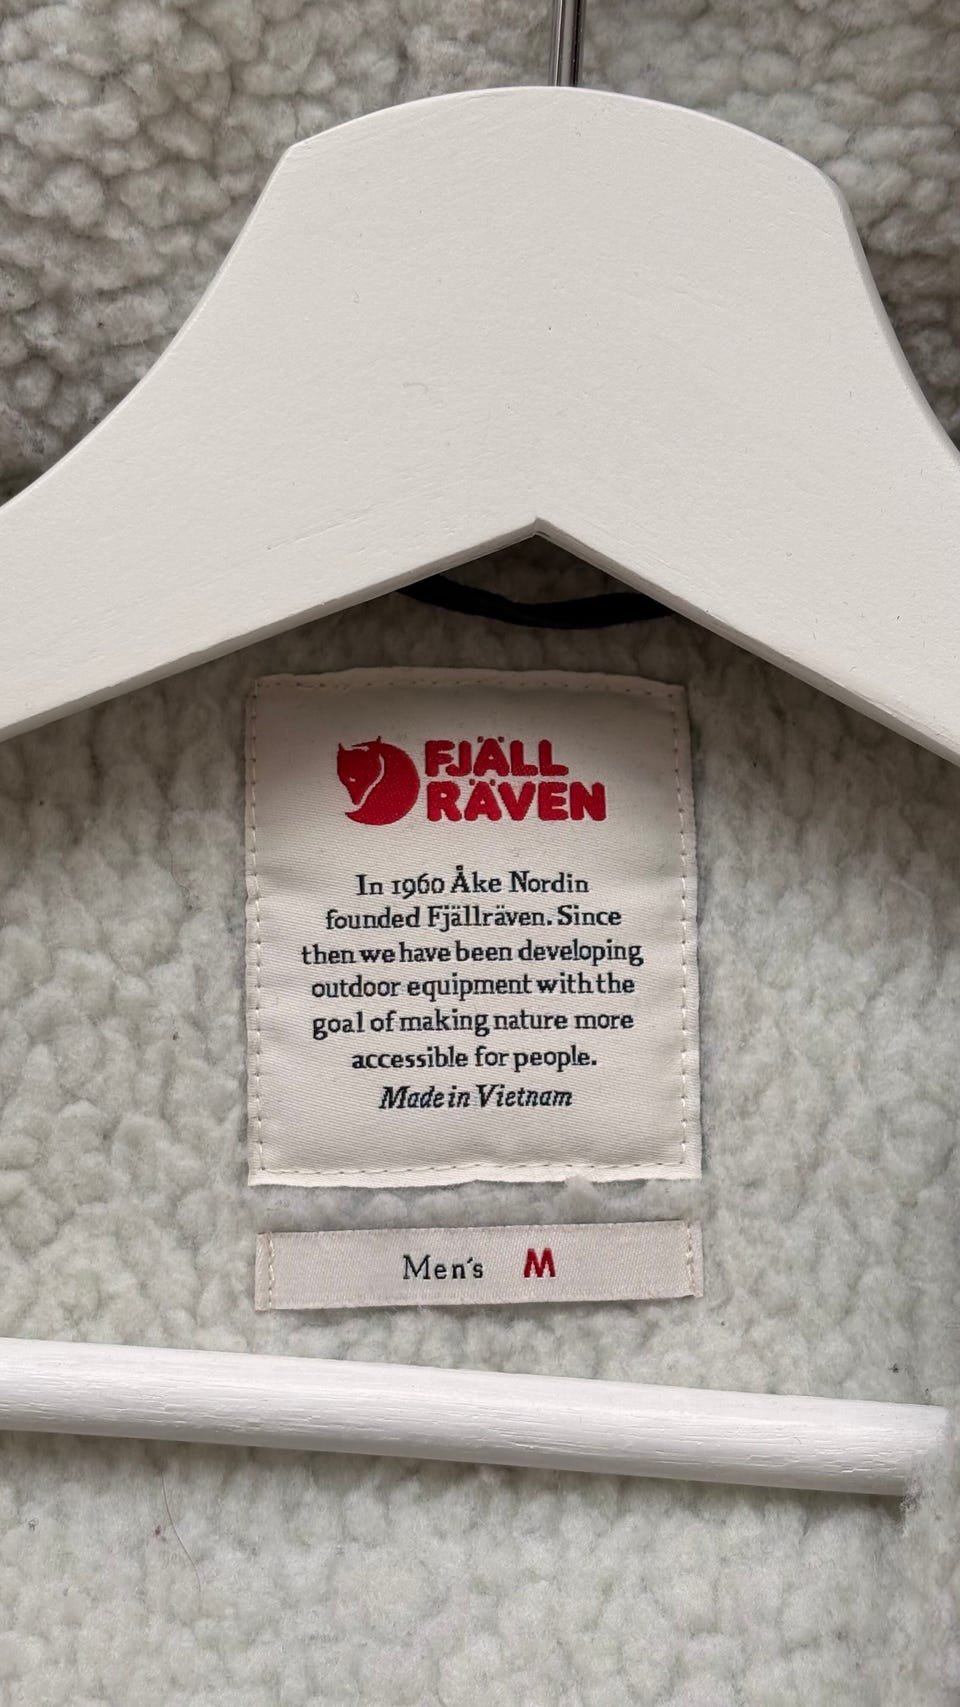 FJÄLL
RÄVEN
In 1960 Åke Nordin
founded Fjällräven. Since
then we have been developing
outdoor equipment with the
goal of making nature more
accessible for people.
Made in Vietnam
Men's M